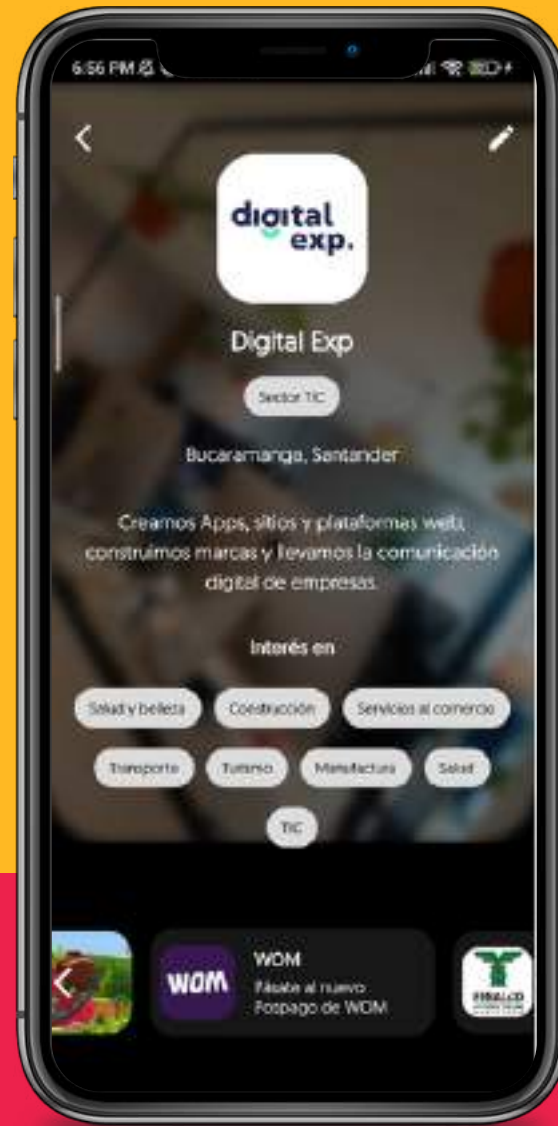 6:56 PM
digital
exp.
Digital Exp
Sector TIC
Bucaramanga, Santander
Creamos Apps, sitios y plataformas web,
construimos marcas y llevamos la comunicación
digital de empresas.
Interés en
Salud y belleza Construcción Servicios al comercio
Transporte Turismo Manufactura Salud
TIC
WOM
WOM
Pásate al nuevo
Pospago de WOM
FENALCO